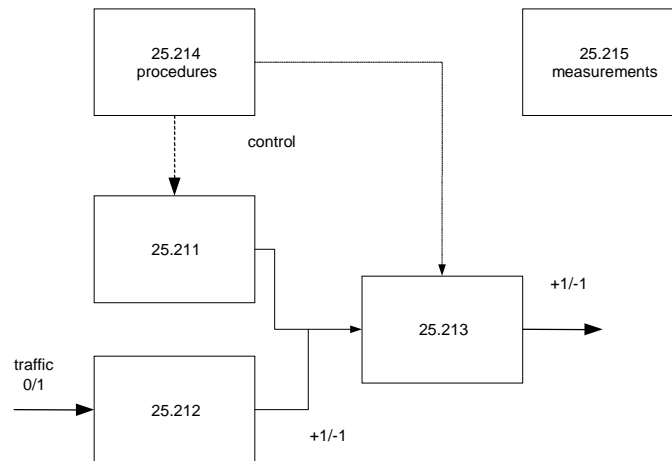 25.214
procedures
25.215
measurements
control
25.211
+1/-1
25.213
traffic
0/1
25.212
+1/-1